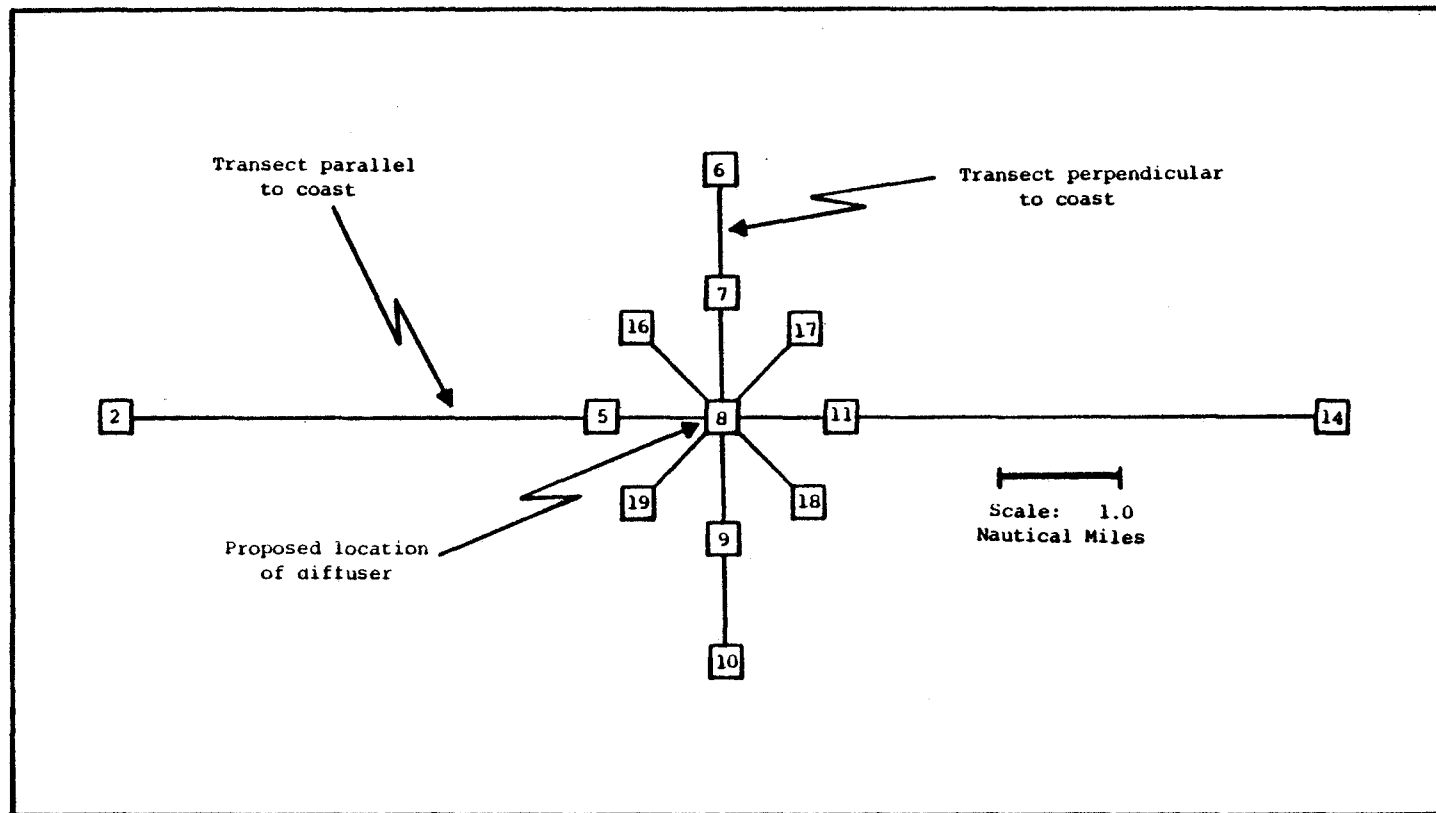 Transect parallel
to coast
6
Transect perpendicular
to coast
7
16
17
2
5
8
11
14
19
18
Scale: 1.0
Nautical Miles
9
Proposed location
of diffuser
10